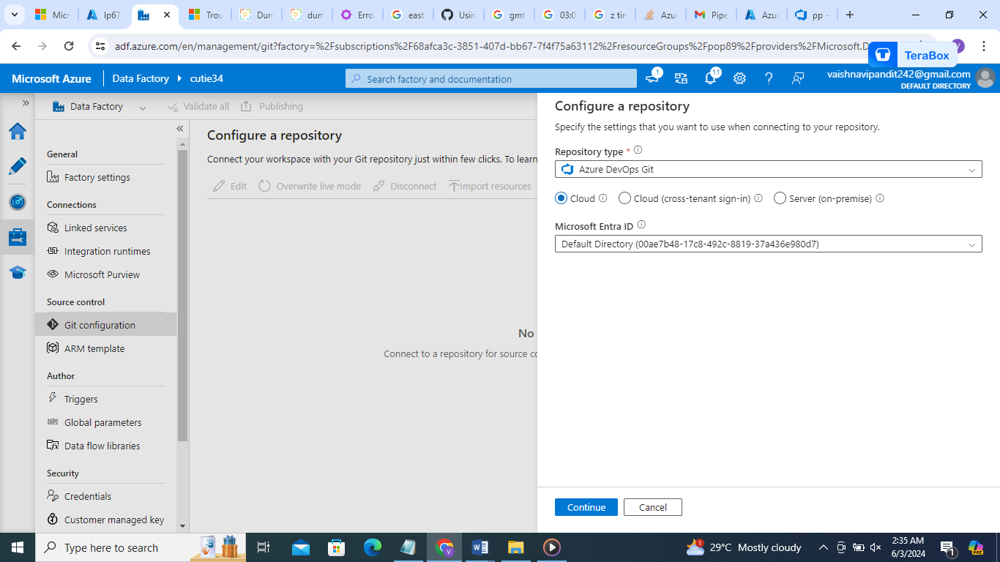 Micr
lp67
Trou
Dun
dum
Erro
east
Usin
gmt
03:0
z tin
Azur
Pipe
Azur
pp -
adf.azure.com/en/management/git?factory=%2Fsubscriptions%2F68afca3c-3851-407d-bb67-7f4f75a63112%2FresourceGroups%2Fpop89%2Fproviders%2FMicrosoft.D
TeraBox
Microsoft Azure
Data Factory
cutie34
Search factory and documentation
1
11
vaishnavipandit242@gmail.com
DEFAULT DIRECTORY
Data Factory
Validate all
Publishing
General
Factory settings
Connections
Linked services
Integration runtimes
Microsoft Purview
Source control
Git configuration
ARM template
Author
Triggers
Global parameters
Data flow libraries
Security
Credentials
Customer managed key
Configure a repository
Connect your workspace with your Git repository just within few clicks. To learn
Edit
Overwrite live mode
Disconnect
Import resources
No
Connect to a repository for source co
Configure a repository
Specify the settings that you want to use when connecting to your repository.
Repository type *
Azure DevOps Git
Cloud
Cloud (cross-tenant sign-in)
Server (on-premise)
Microsoft Entra ID
Default Directory (00ae7b48-17c8-492c-8819-37a436e980d7)
Continue
Cancel
Type here to search
1
29°C Mostly cloudy
2:35 AM
6/3/2024
1
PRE